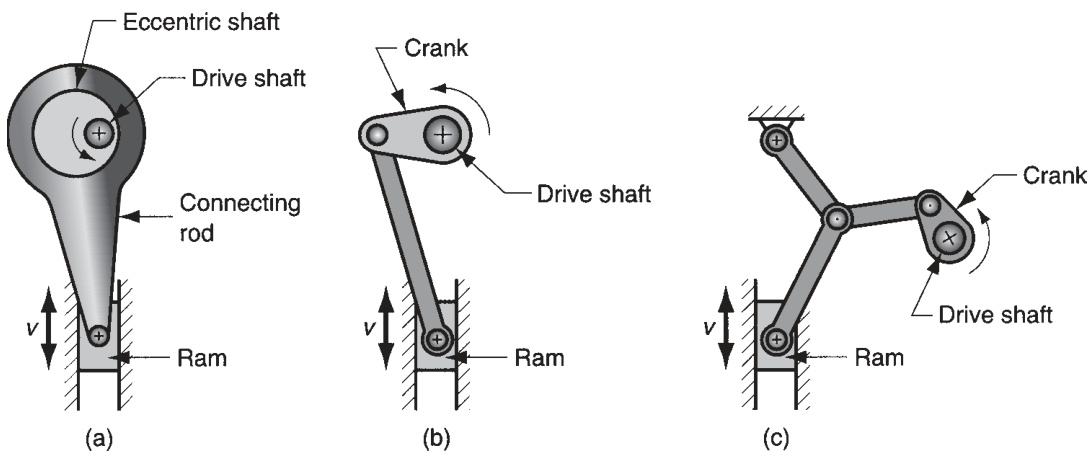 Eccentric shaft
Drive shaft
Connecting
rod
v
Ram
(a)
Crank
Drive shaft
v
Ram
(b)
Crank
Drive shaft
v
Ram
(c)